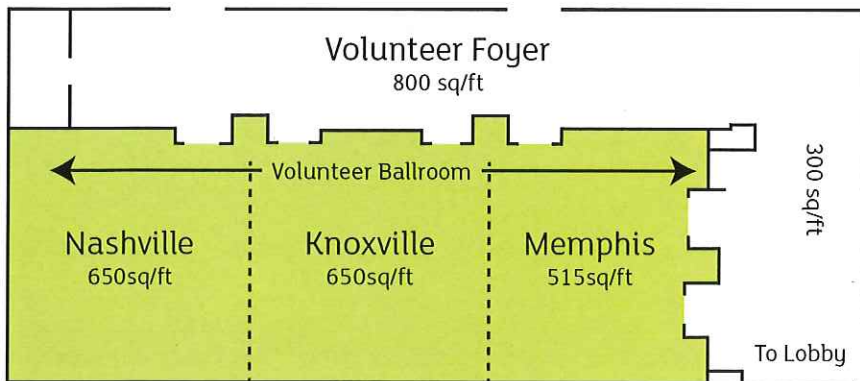 Volunteer Foyer
800 sq/ft
300 sq/ft
Volunteer Ballroom
Nashville
650sq/ft
Knoxville
650sq/ft
Memphis
515sq/ft
To Lobby